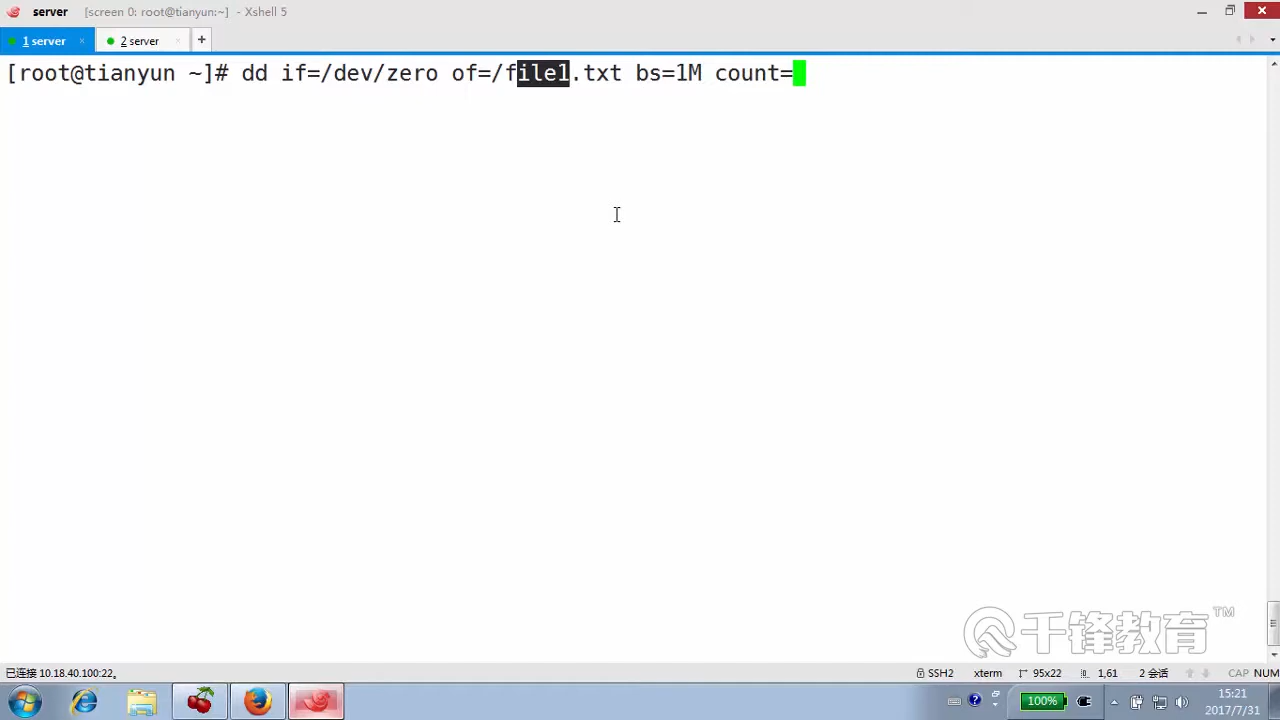 server [screen 0: root@tianyun:~] - Xshell 5
1 server × 2 server × +
[root@tianyun ~]# dd if=/dev/zero of=/file1.txt bs=1M count=
千锋教育™
已连接 10.18.40.100:22。 SSH2 xterm 95x22 1,61 2 会话 CAP NUM
100% 15:21
2017/7/31